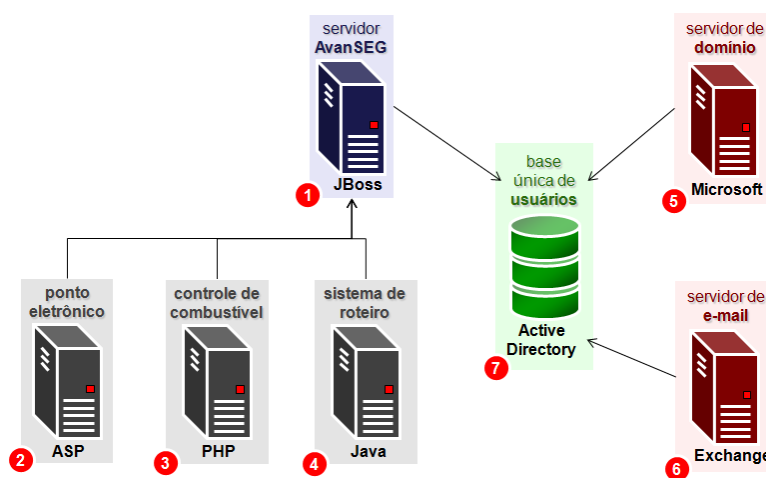 servidor
AvanSEG
JBoss
1
servidor de
domínio
Microsoft
5
base
única de
usuários
Active
Directory
7
ponto
eletrônico
ASP
2
controle de
combustível
PHP
3
sistema de
roteiro
Java
4
servidor de
e-mail
Exchange
6